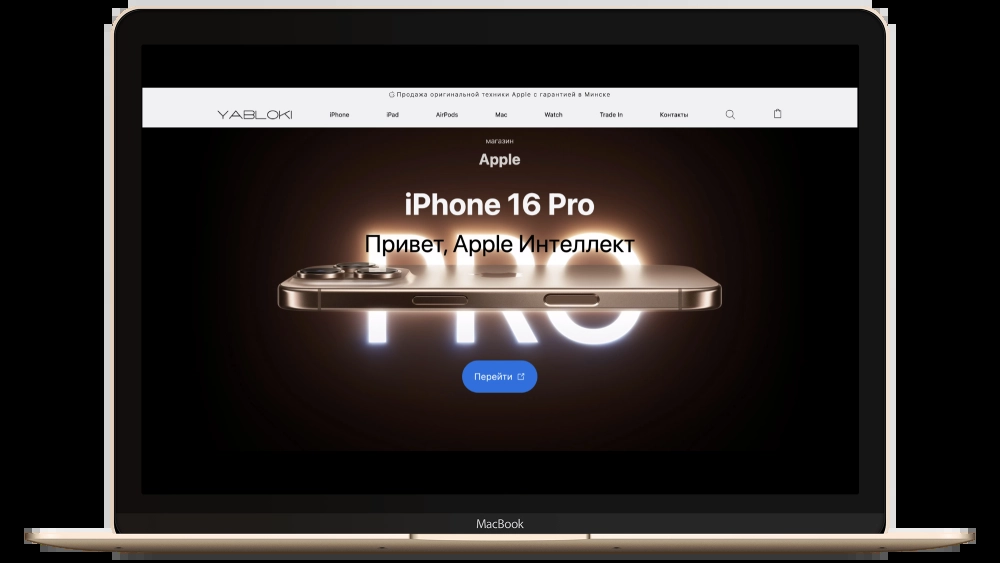 Продажа оригинальной техники Apple с гарантией в Минске
YABLOKI iPhone iPad AirPods Mac Watch Trade In Контакты
магазин
Apple
iPhone 16 Pro
Привет, Apple Интеллект
PRO
Перейти
MacBook